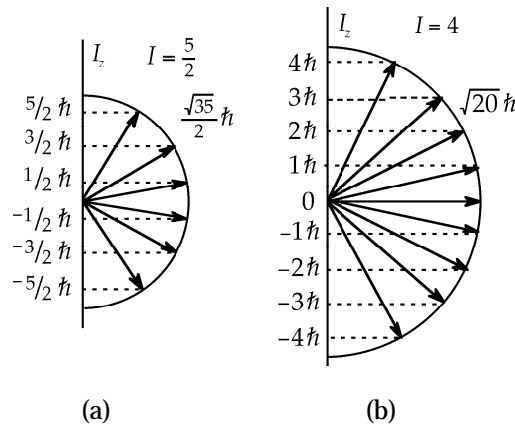 I_z I = 5/2
√35/2 ħ
5/2 ħ
3/2 ħ
1/2 ħ
−1/2 ħ
−3/2 ħ
−5/2 ħ
(a)
I_z I = 4
√20 ħ
4ħ
3ħ
2ħ
1ħ
0
−1ħ
−2ħ
−3ħ
−4ħ
(b)